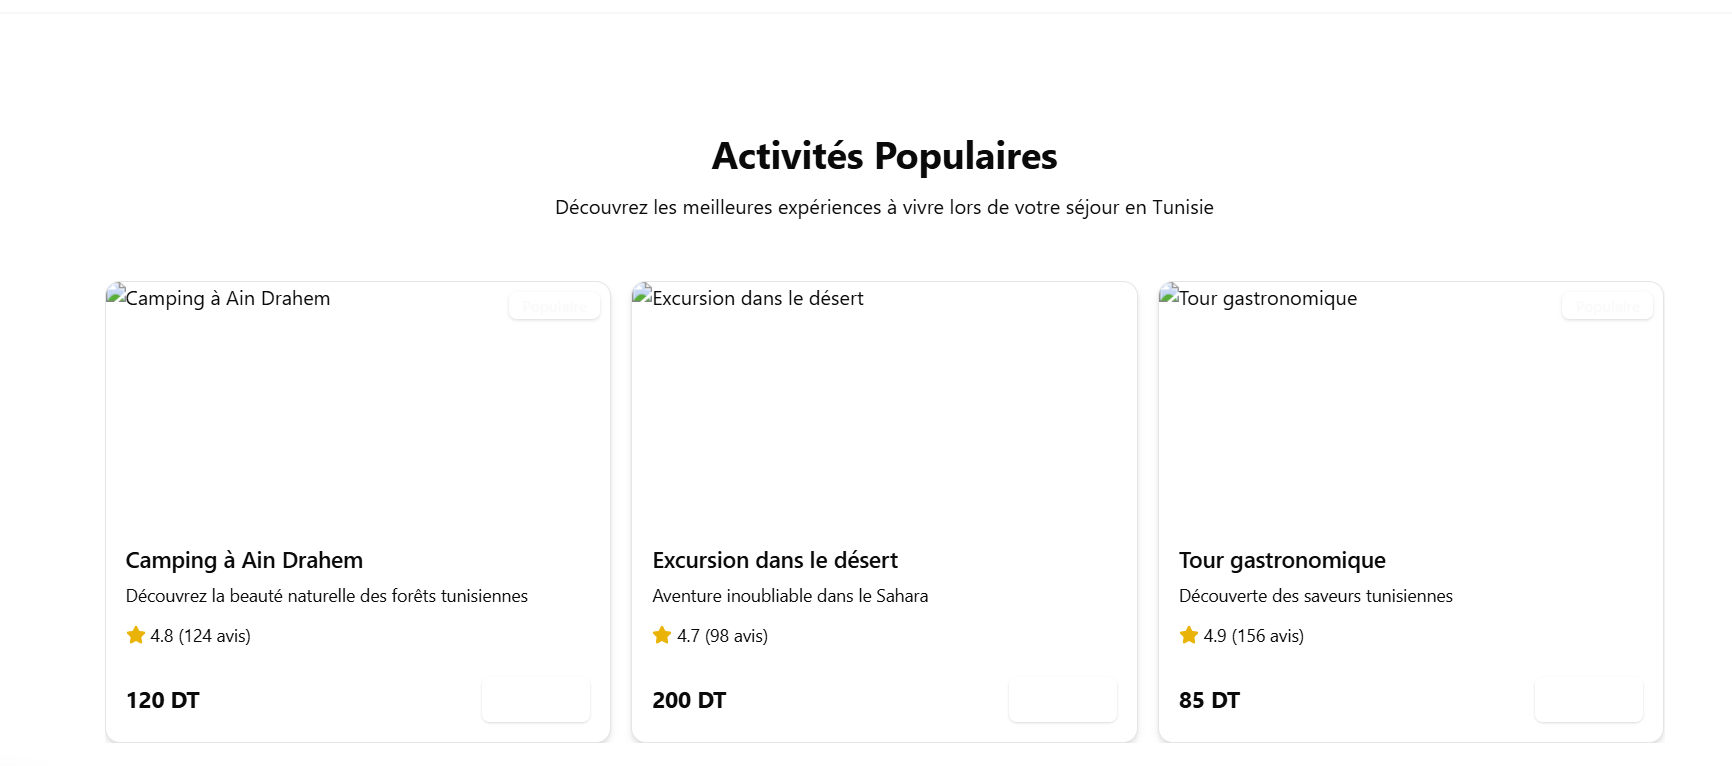 Activités Populaires
Découvrez les meilleures expériences à vivre lors de votre séjour en Tunisie
Camping à Ain Drahem
Populaire
Excursion dans le désert
Tour gastronomique
Populaire
Camping à Ain Drahem
Découvrez la beauté naturelle des forêts tunisiennes
4.8 (124 avis)
120 DT
Excursion dans le désert
Aventure inoubliable dans le Sahara
4.7 (98 avis)
200 DT
Tour gastronomique
Découverte des saveurs tunisiennes
4.9 (156 avis)
85 DT